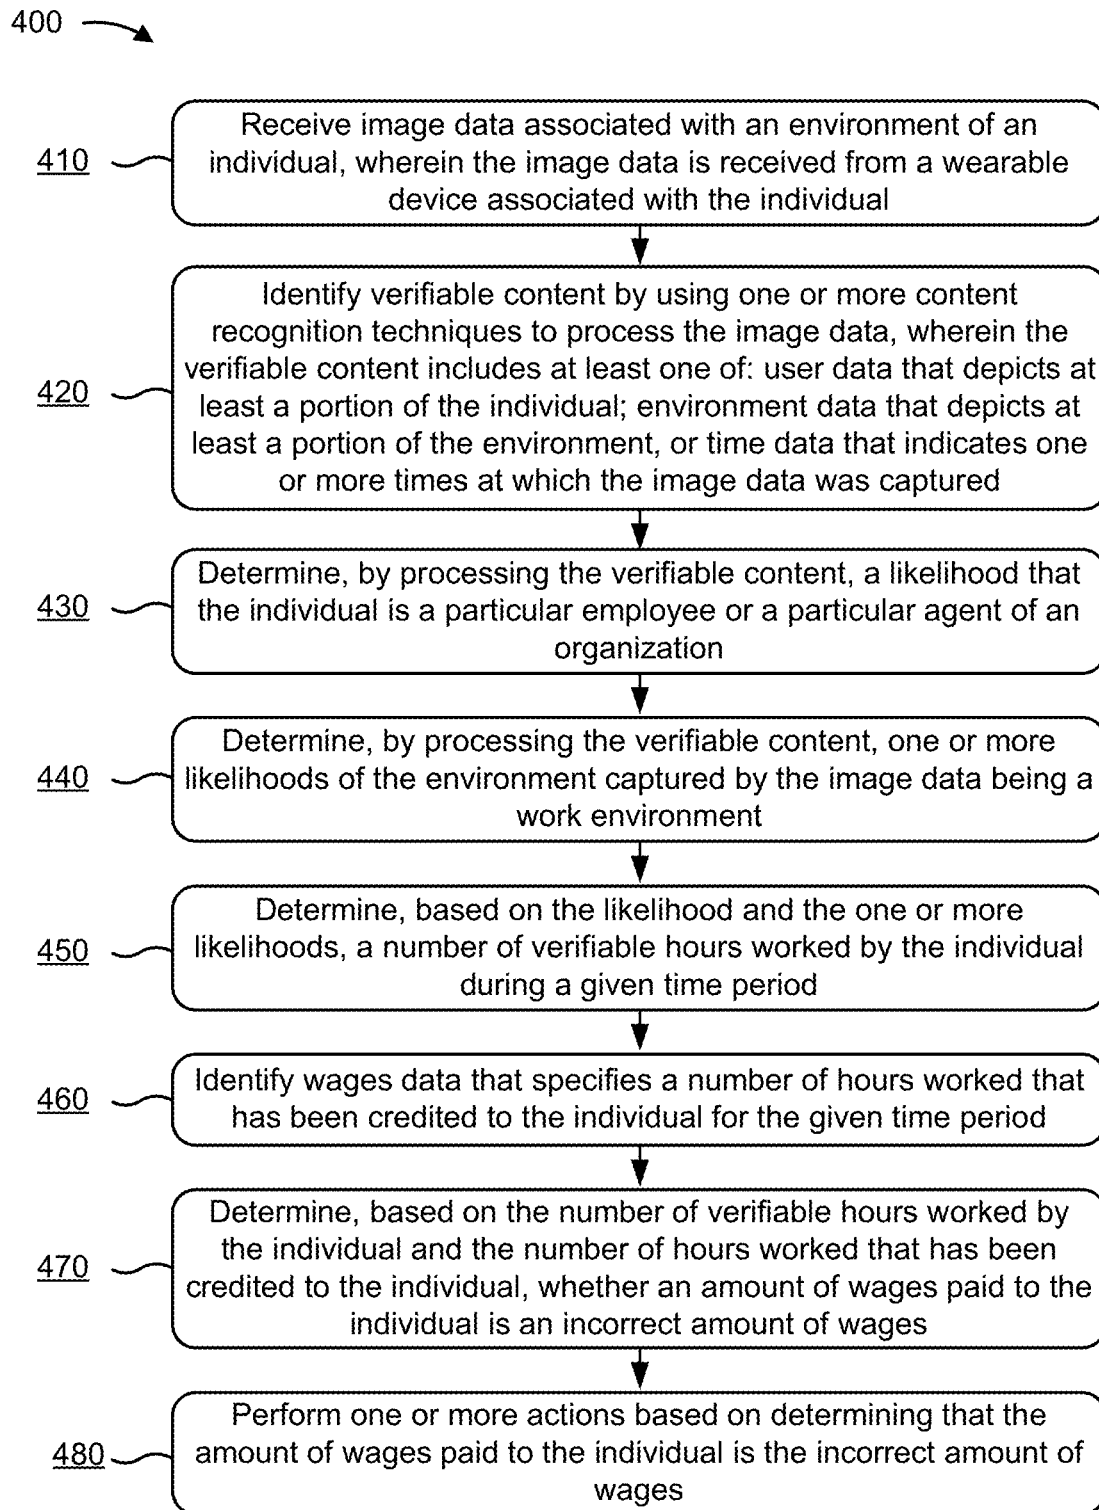 400
Receive image data associated with an environment of an
individual, wherein the image data is received from a wearable
device associated with the individual
410
Identify verifiable content by using one or more content
recognition techniques to process the image data, wherein the
verifiable content includes at least one of: user data that depicts at
least a portion of the individual; environment data that depicts at
least a portion of the environment, or time data that indicates one
or more times at which the image data was captured
420
Determine, by processing the verifiable content, a likelihood that
the individual is a particular employee or a particular agent of an
organization
430
Determine, by processing the verifiable content, one or more
likelihoods of the environment captured by the image data being a
work environment
440
Determine, based on the likelihood and the one or more
likelihoods, a number of verifiable hours worked by the individual
during a given time period
450
Identify wages data that specifies a number of hours worked that
has been credited to the individual for the given time period
460
Determine, based on the number of verifiable hours worked by
the individual and the number of hours worked that has been
credited to the individual, whether an amount of wages paid to the
individual is an incorrect amount of wages
470
Perform one or more actions based on determining that the
amount of wages paid to the individual is the incorrect amount of
wages
480